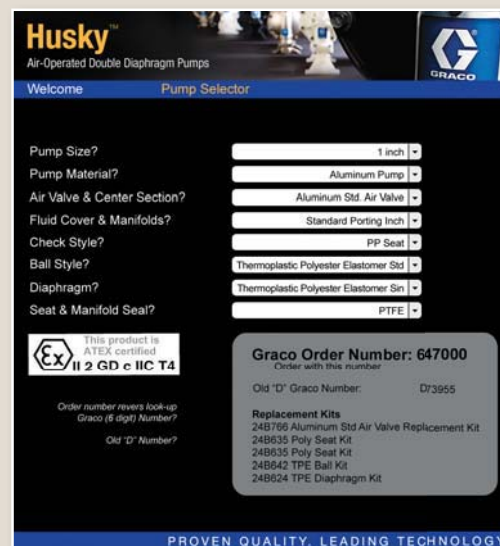 Husky™
Air-Operated Double Diaphragm Pumps
GRACO
Welcome Pump Selector
Pump Size? 1 inch
Pump Material? Aluminum Pump
Air Valve & Center Section? Aluminum Std. Air Valve
Fluid Cover & Manifolds? Standard Porting Inch
Check Style? PP Seat
Ball Style? Thermoplastic Polyester Elastomer Std
Diaphragm? Thermoplastic Polyester Elastomer Sin
Seat & Manifold Seal? PTFE
This product is
ATEX certified
Ex II 2 GD c IIC T4
Order number revers look-up
Graco (6 digit) Number?
Old "D" Number?
Graco Order Number: 647000
Order with this number
Old "D" Graco Number: D73955
Replacement Kits
24B766 Aluminum Std Air Valve Replacement Kit
24B635 Poly Seat Kit
24B635 Poly Seat Kit
24B642 TPE Ball Kit
24B624 TPE Diaphragm Kit
PROVEN QUALITY. LEADING TECHNOLOGY